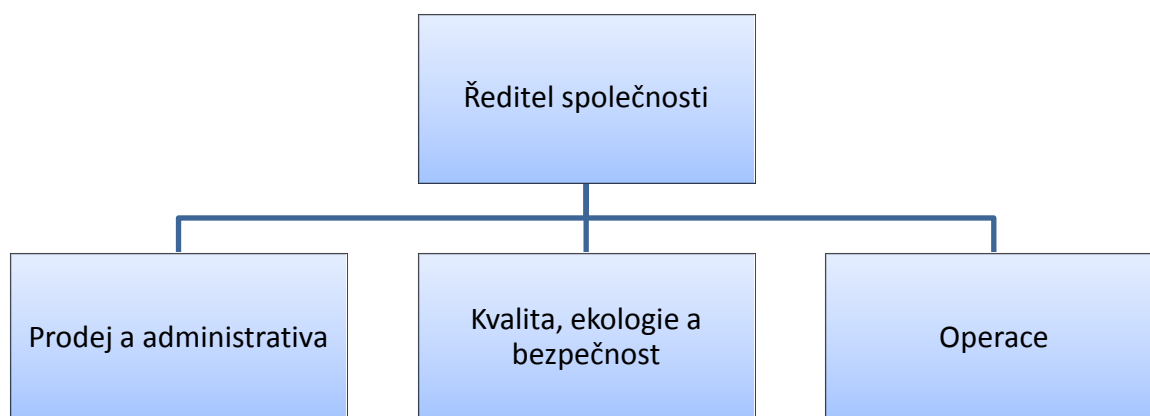 Ředitel společnosti
Prodej a administrativa
Kvalita, ekologie a
bezpečnost
Operace